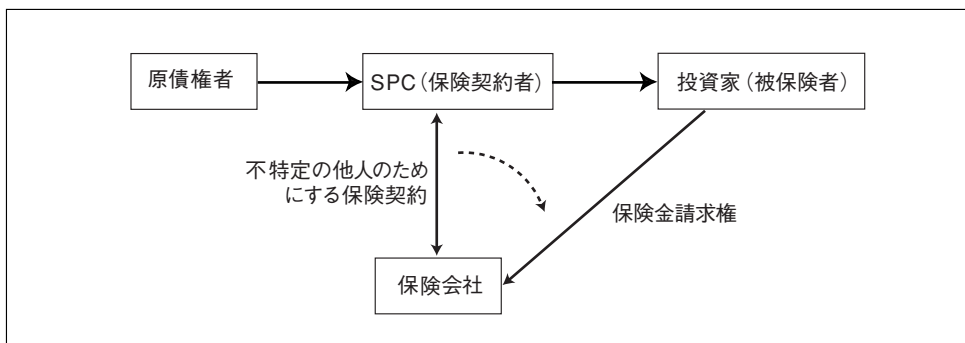 原債権者
SPC（保険契約者）
投資家（被保険者）
不特定の他人のため
にする保険契約
保険金請求権
保険会社